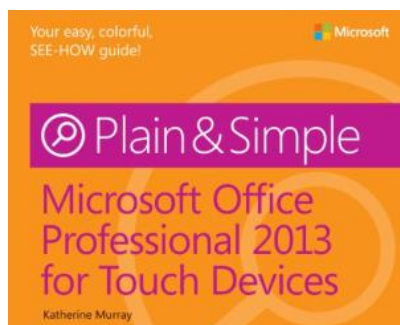 Your easy, colorful,
SEE-HOW guide!
Microsoft
Plain & Simple
Microsoft Office
Professional 2013
for Touch Devices
Katherine Murray